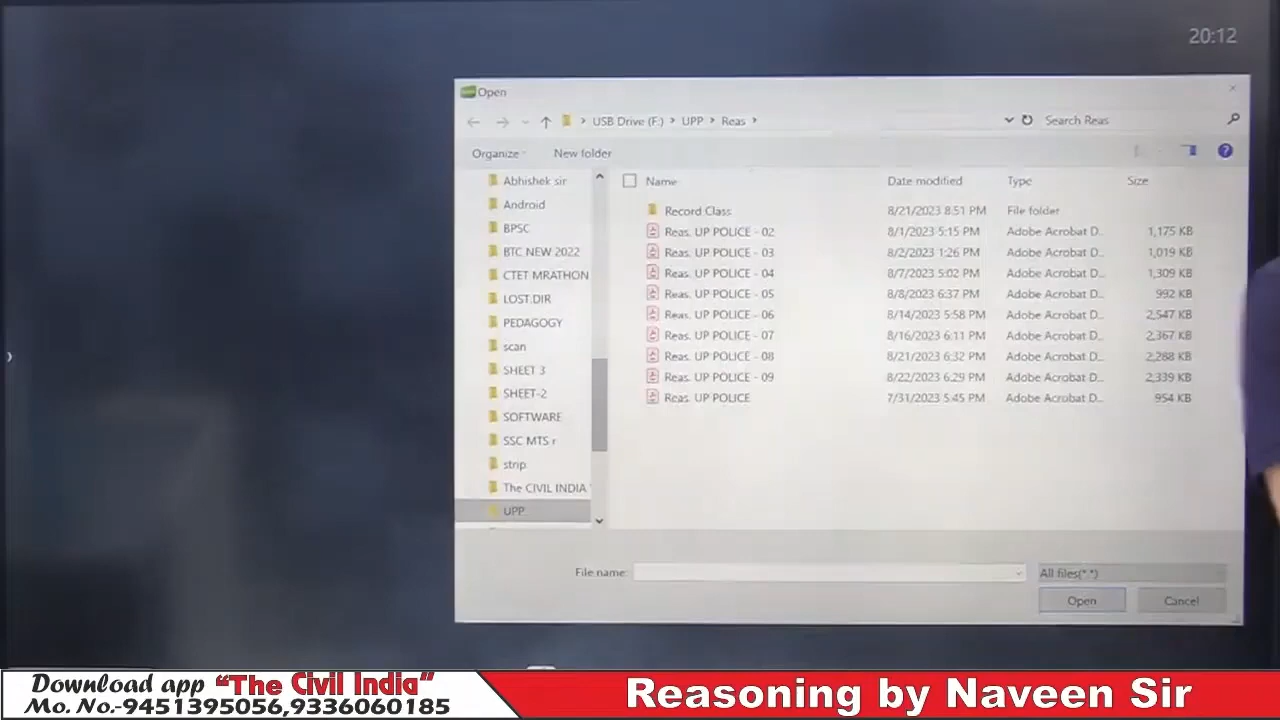 20:12
Open
USB Drive (F:) > UPP > Reas >
Search Reas
Organize
New folder
Name Date modified Type Size
Abhishek sir
Android
BPSC
BTC NEW 2022
CTET MRATHON
LOST.DIR
PEDAGOGY
scan
SHEET 3
SHEET-2
SOFTWARE
SSC MTS r
strip
The CIVIL INDIA
UPP
Record Class 8/21/2023 8:51 PM File folder
Reas. UP POLICE - 02 8/1/2023 5:15 PM Adobe Acrobat D... 1,175 KB
Reas. UP POLICE - 03 8/2/2023 1:26 PM Adobe Acrobat D... 1,019 KB
Reas. UP POLICE - 04 8/7/2023 5:02 PM Adobe Acrobat D... 1,309 KB
Reas. UP POLICE - 05 8/8/2023 6:37 PM Adobe Acrobat D... 992 KB
Reas. UP POLICE - 06 8/14/2023 5:58 PM Adobe Acrobat D... 2,547 KB
Reas. UP POLICE - 07 8/16/2023 6:11 PM Adobe Acrobat D... 2,367 KB
Reas. UP POLICE - 08 8/21/2023 6:32 PM Adobe Acrobat D... 2,288 KB
Reas. UP POLICE - 09 8/22/2023 6:29 PM Adobe Acrobat D... 2,339 KB
Reas. UP POLICE 7/31/2023 5:45 PM Adobe Acrobat D... 954 KB
File name:
All files(*.*)
Open
Cancel
Download app "The Civil India"
Mo. No.-9451395056,9336060185
Reasoning by Naveen Sir